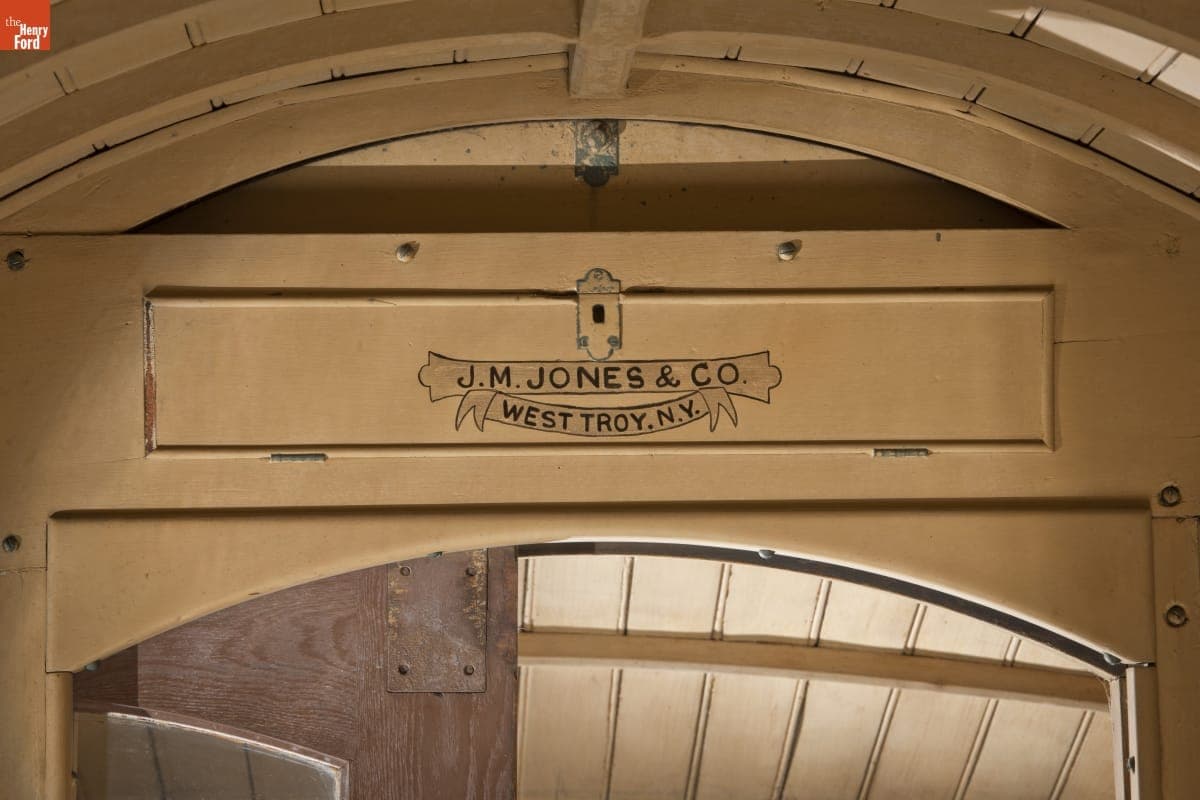 the
Henry
Ford
J.M. JONES & CO.
WEST TROY, N.Y.